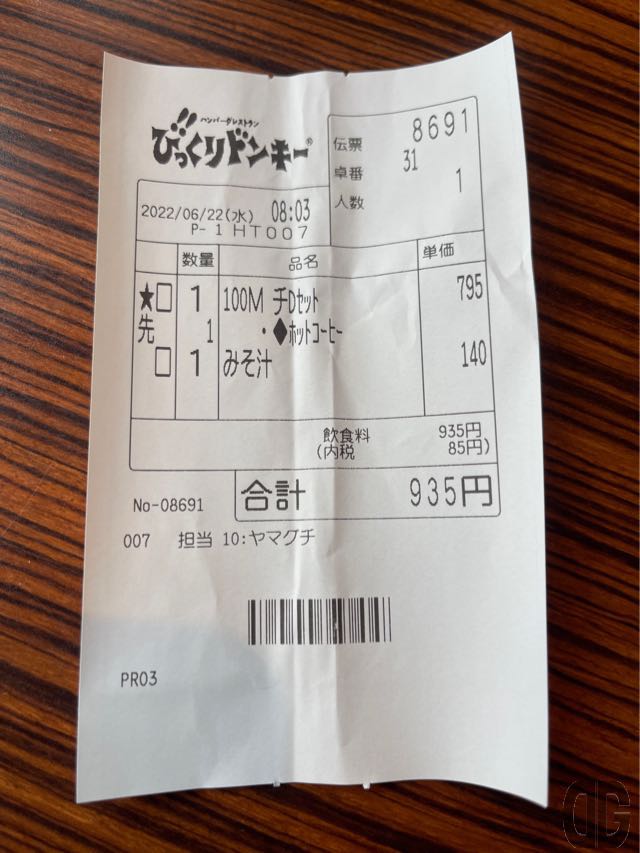 ハンバーグレストラン
びっくりドンキー®
伝票 8691
卓番 31
人数 1
2022/06/22(水) 08:03
P- 1 HT007
数量 品名 単価
★□ 1 100M チDセット 795
先 1 ・◆ホットコーヒー
□ 1 みそ汁 140
飲食料 935円
(内税 85円)
合計 935円
No-08691
007 担当 10:ヤマグチ
PR03
DG